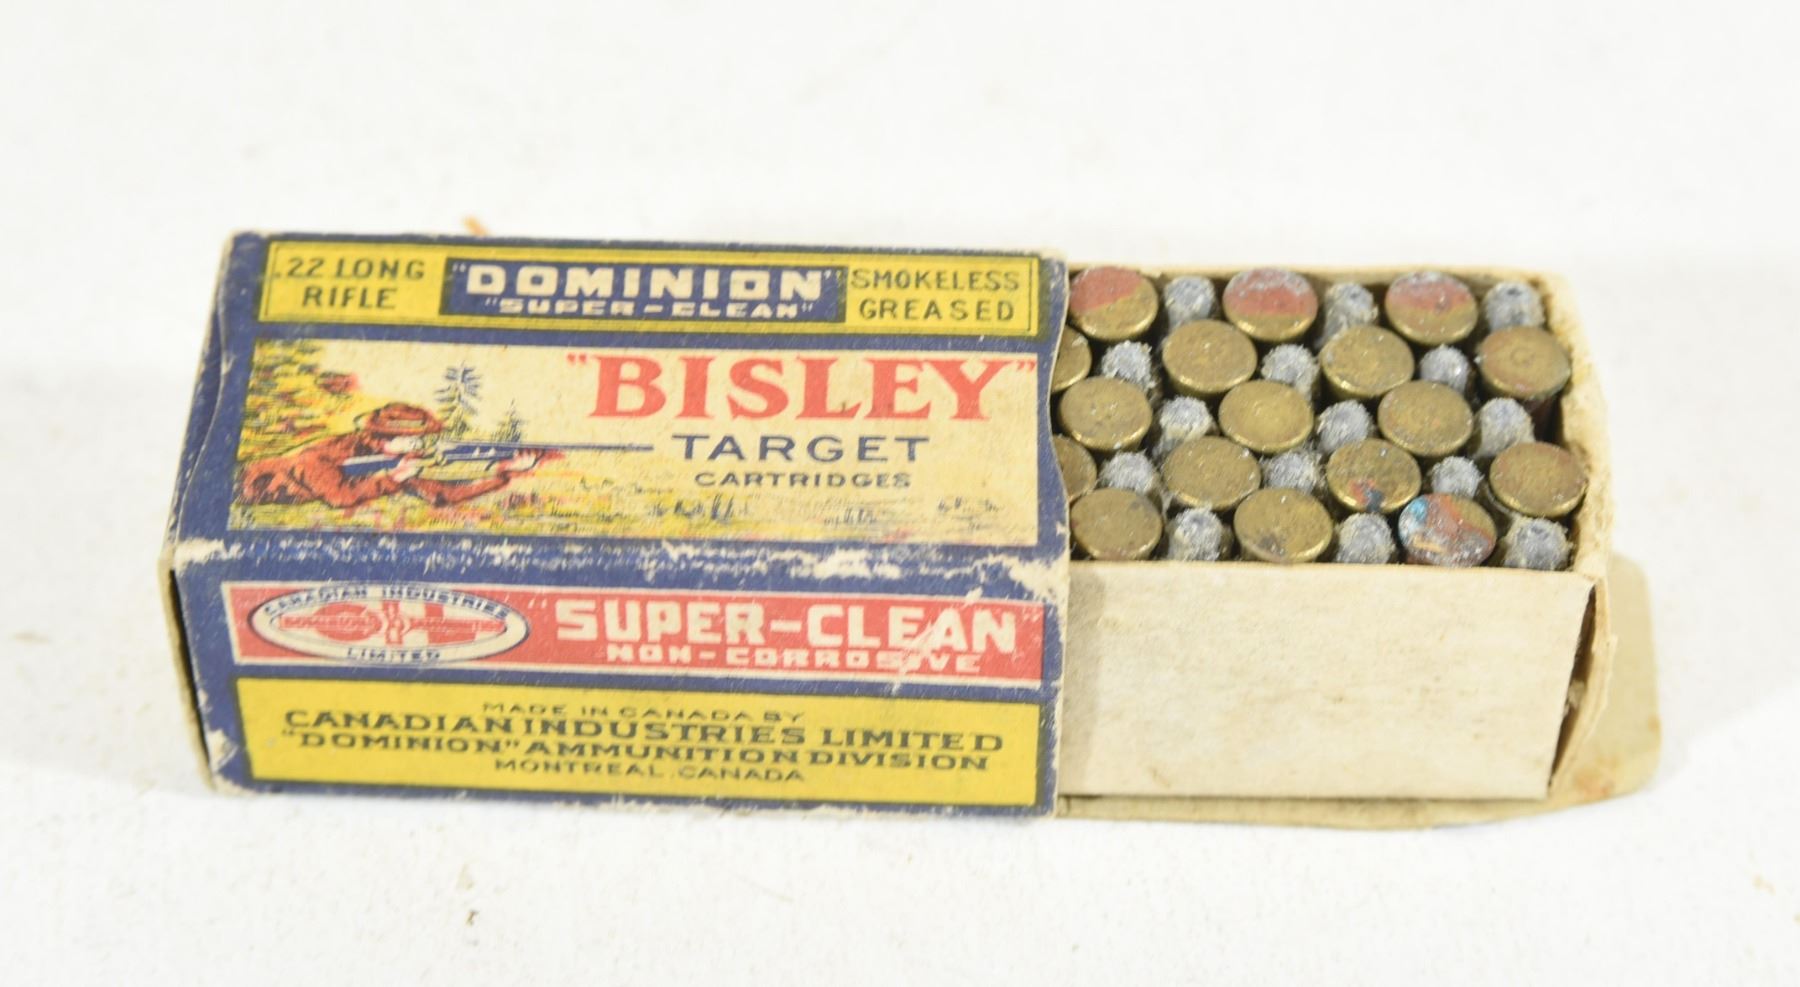 .22 LONG RIFLE
"DOMINION"
"SUPER-CLEAN"
SMOKELESS GREASED
"BISLEY"
TARGET
CARTRIDGES
CANADIAN INDUSTRIES
LIMITED
"SUPER-CLEAN"
NON-CORROSIVE
MADE IN CANADA BY
CANADIAN INDUSTRIES LIMITED
"DOMINION" AMMUNITION DIVISION
MONTREAL, CANADA